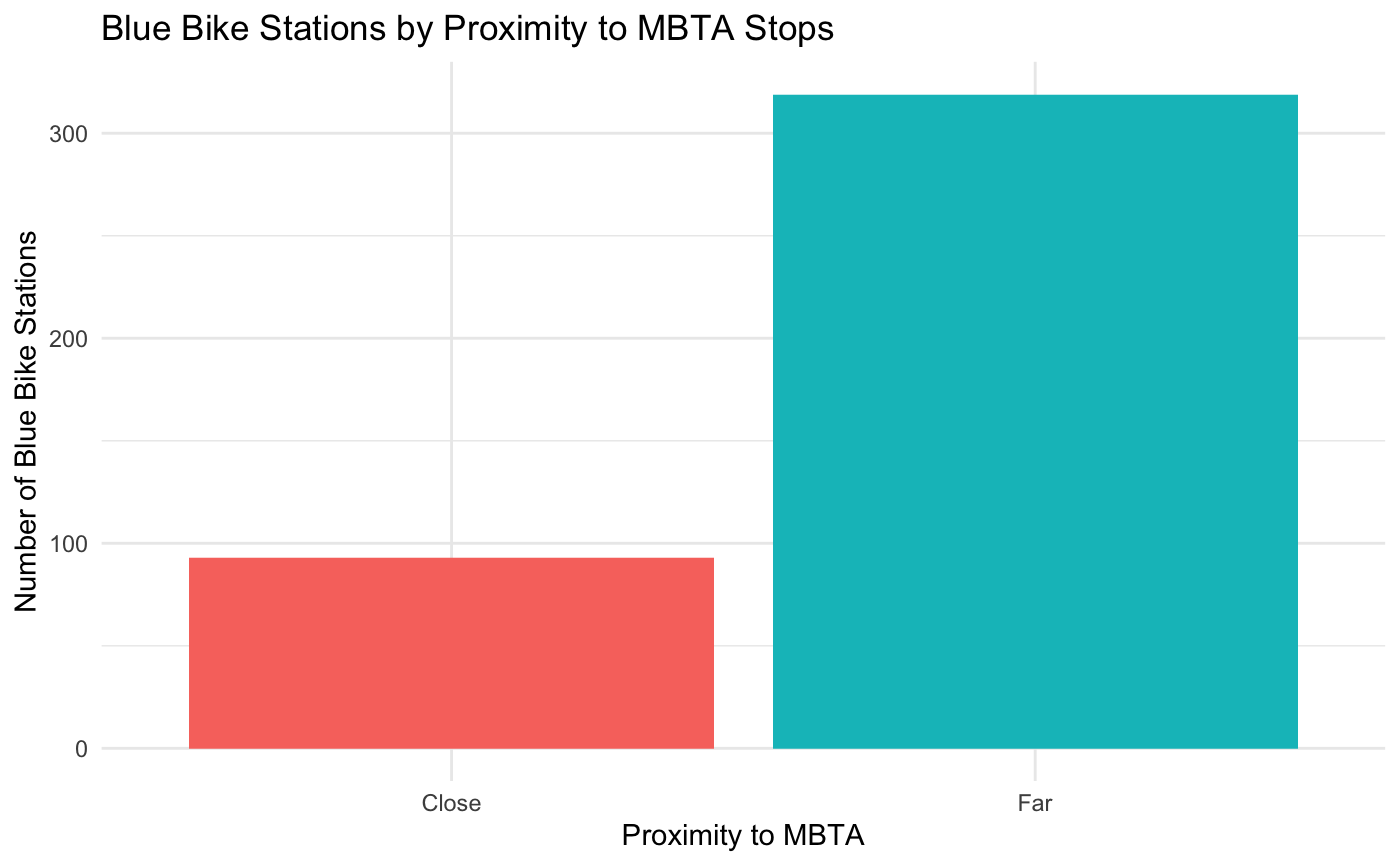 Blue Bike Stations by Proximity to MBTA Stops
Number of Blue Bike Stations
300
200
100
0
Close
Far
Proximity to MBTA